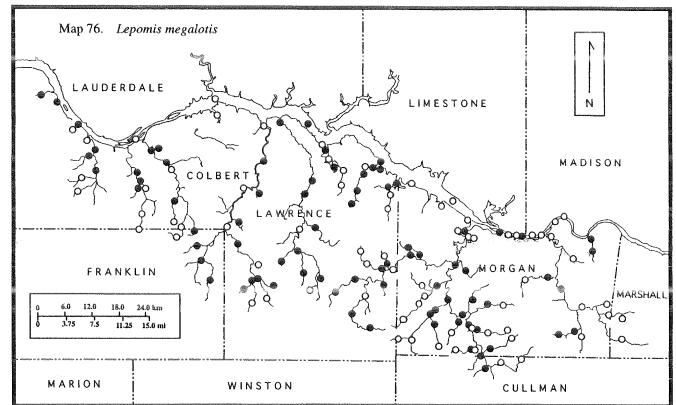 Map 76. Lepomis megalotis
LAUDERDALE
LIMESTONE
N
MADISON
COLBERT
LAWRENCE
FRANKLIN
MORGAN
MARSHALL
0 6.0 12.0 18.0 24.0 km
0 3.75 7.5 11.25 15.0 mi
MARION
WINSTON
CULLMAN